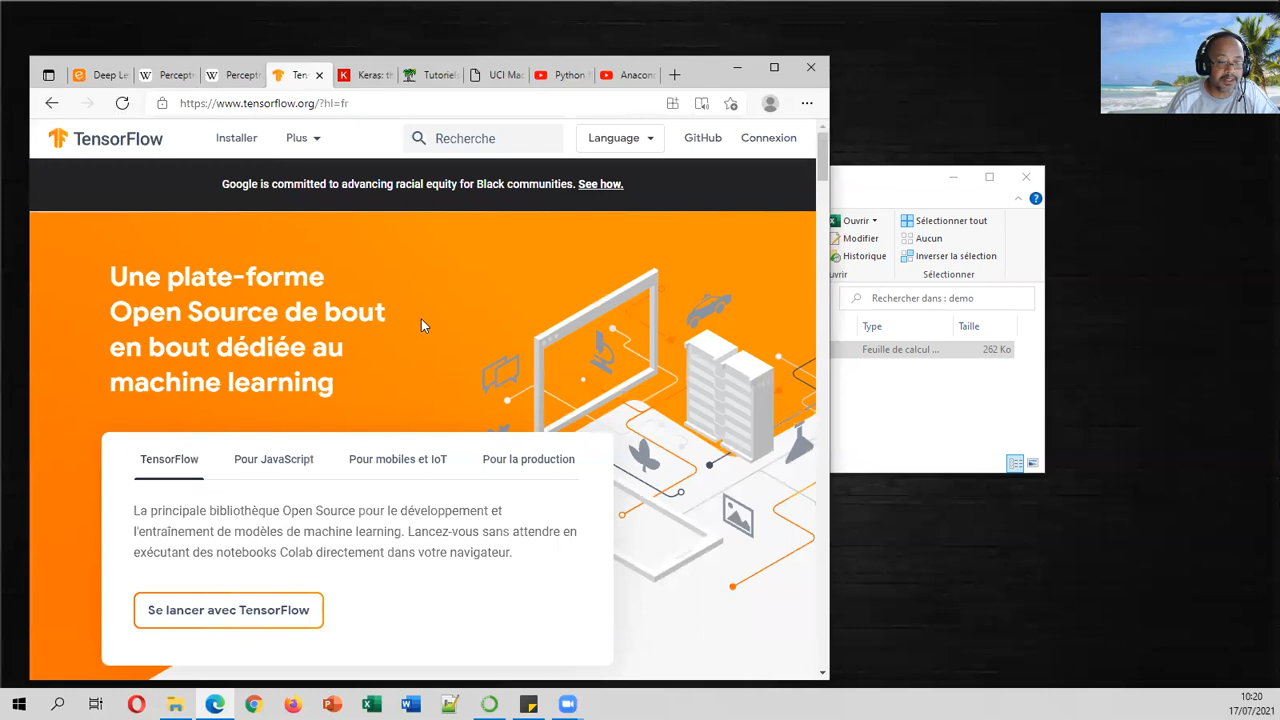 Deep Le
Percept
Percept
Ten
Keras: th
Tutoriels
UCI Mac
Python
Anacon
https://www.tensorflow.org/?hl=fr
TensorFlow
Installer
Plus
Recherche
Language
GitHub
Connexion
Google is committed to advancing racial equity for Black communities. See how.
Une plate-forme
Open Source de bout
en bout dédiée au
machine learning
TensorFlow
Pour JavaScript
Pour mobiles et IoT
Pour la production
La principale bibliothèque Open Source pour le développement et
l'entraînement de modèles de machine learning. Lancez-vous sans attendre en
exécutant des notebooks Colab directement dans votre navigateur.
Se lancer avec TensorFlow
Ouvrir
Sélectionner tout
Modifier
Aucun
Historique
Inverser la sélection
uvrir
Sélectionner
Rechercher dans : demo
Type
Taille
Feuille de calcul ...
262 Ko
10:20
17/07/2021